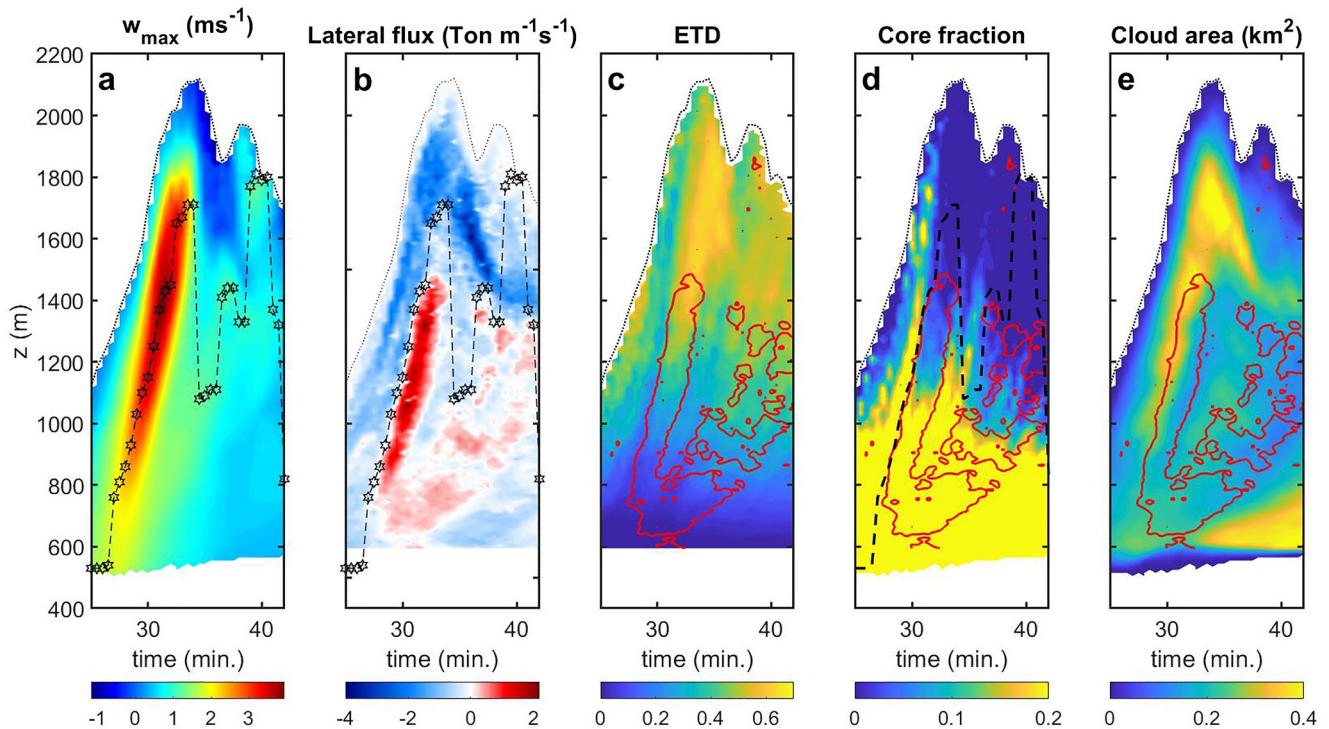 w_max (ms⁻¹) Lateral flux (Ton m⁻¹s⁻¹) ETD Core fraction Cloud area (km²)
a b c d e
2200
2000
1800
1600
1400
1200
1000
800
600
400
z (m)
30 40 30 40 30 40 30 40 30 40
time (min.) time (min.) time (min.) time (min.) time (min.)
-1 0 1 2 3 -4 -2 0 2 0 0.2 0.4 0.6 0 0.1 0.2 0 0.2 0.4